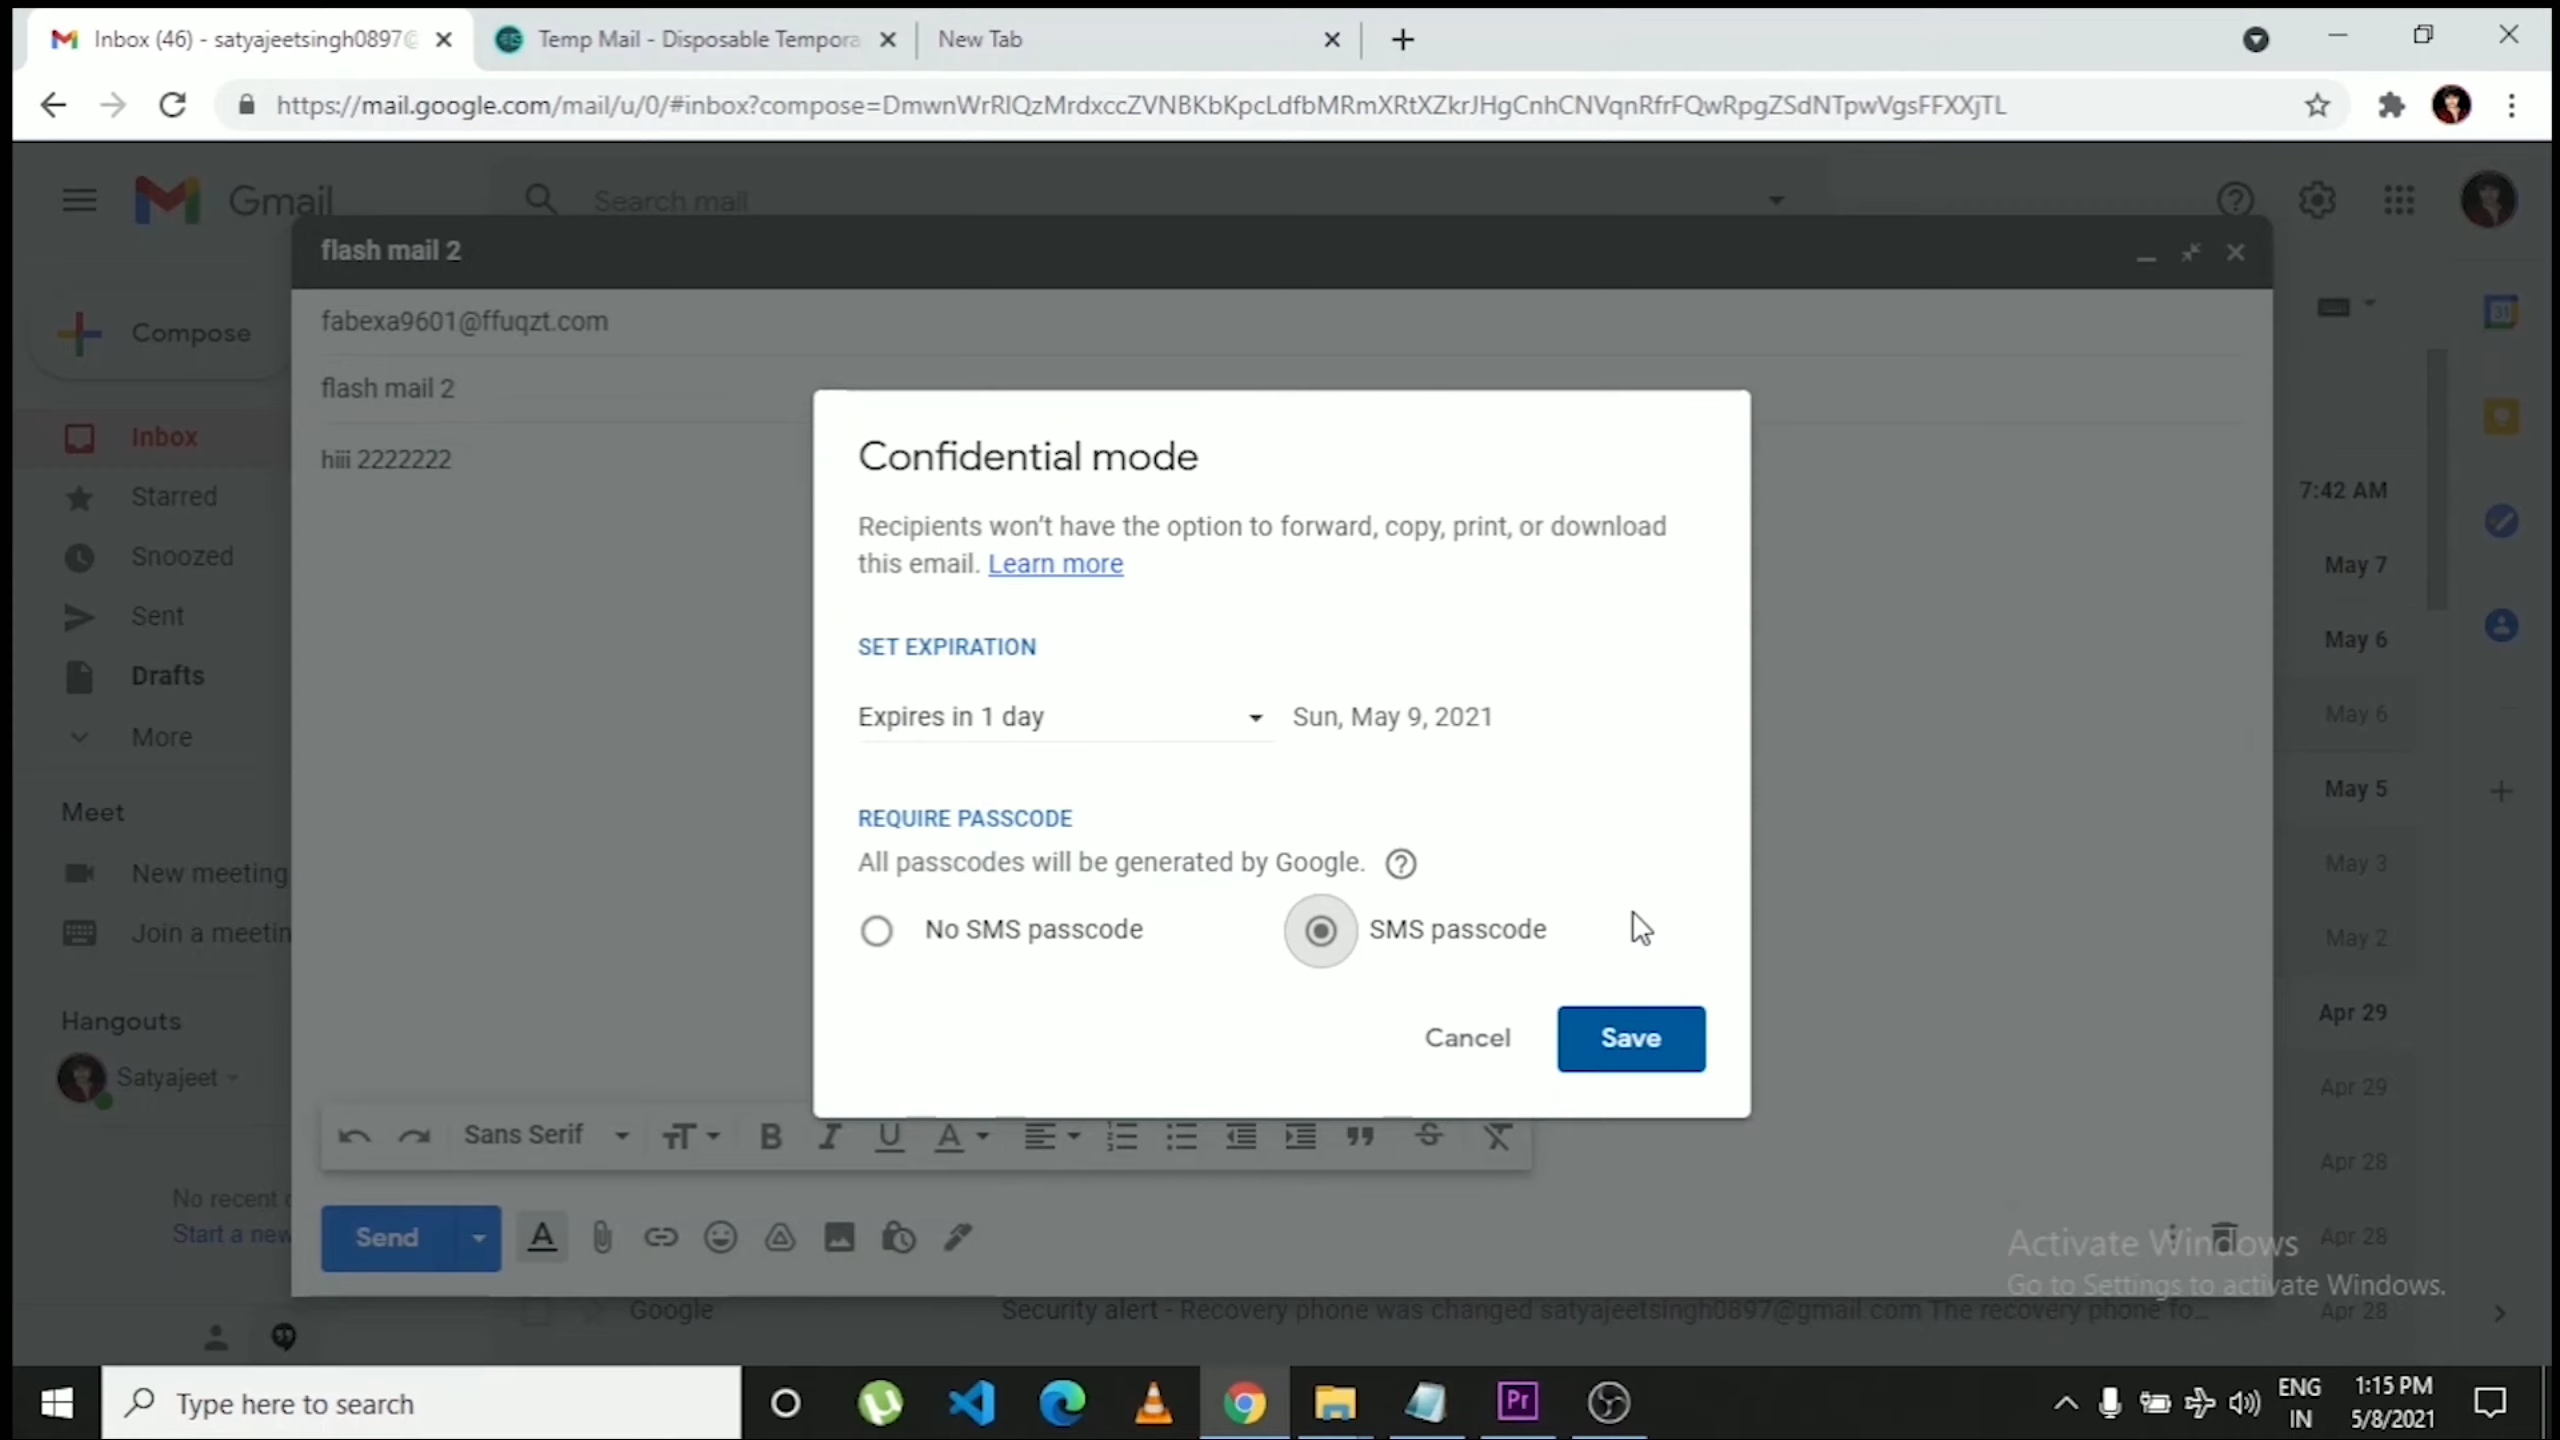 Inbox (46) - satyajeetsingh0897@
Temp Mail - Disposable Tempora
New Tab
https://mail.google.com/mail/u/0/#inbox?compose=DmwnWrRlQzMrdxccZVNBKbKpcLdfbMRmXRtXZkrJHgCnhCNVqnRfrFQwRpgZSdNTpwVgsFFXXjTL
Gmail
Search mail
flash mail 2
fabexa9601@ffuqzt.com
flash mail 2
hiii 2222222
Compose
Inbox
Starred
Snoozed
Sent
Drafts
More
Meet
New meeting
Join a meetin
Hangouts
Satyajeet
No recent c
Start a new
Confidential mode
Recipients won't have the option to forward, copy, print, or download
this email. Learn more
SET EXPIRATION
Expires in 1 day
Sun, May 9, 2021
REQUIRE PASSCODE
All passcodes will be generated by Google.
No SMS passcode
SMS passcode
Cancel
Save
Sans Serif
Send
7:42 AM
May 7
May 6
May 6
May 5
May 3
May 2
Apr 29
Apr 29
Apr 28
Apr 28
Apr 28
31
Activate Windows
Go to Settings to activate Windows.
Google
Security alert - Recovery phone was changed satyajeetsingh0897@gmail.com The recovery phone fo...
Type here to search
Pr
ENG
IN
1:15 PM
5/8/2021